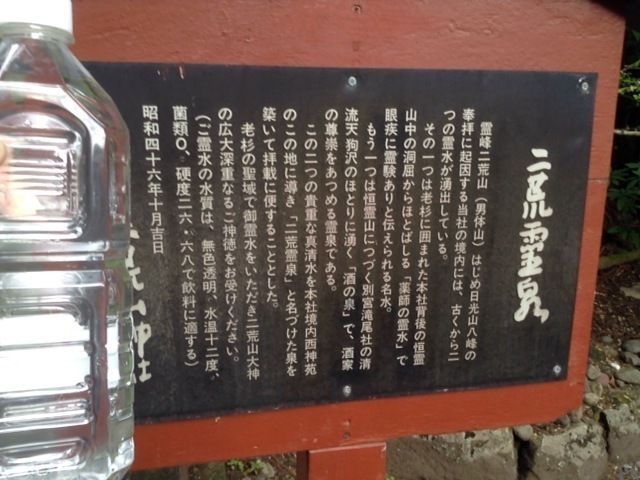 二荒霊泉
霊峰二荒山（男体山）はじめ日光山八峰の
奉拝に起因する当社の境内には、古くから二
つの霊水が湧出している。
その一つは老杉に囲まれた本社背後の恒霊
山中の洞屈からほとばしる「薬師の霊水」で
眼疾に霊験ありと伝えられる名水。
もう一つは恒霊山につづく別宮滝尾社の清
流天狗沢のほとりに湧く「酒の泉」で、酒家
の尊崇をあつめる霊泉である。
この二つの貴重な真清水を本社境内西神苑
のこの地に導き「二荒霊泉」と名づけた泉を
築いて拝載に便することとした。
老杉の聖域で御霊水をいただき二荒山大神
の広大深重なるご神徳をお受けください。
（ご霊水の水質は、無色透明、水温十二度、
菌類〇、硬度二六・六八で飲料に適する）
昭和四十六年十月吉日
荒山神社